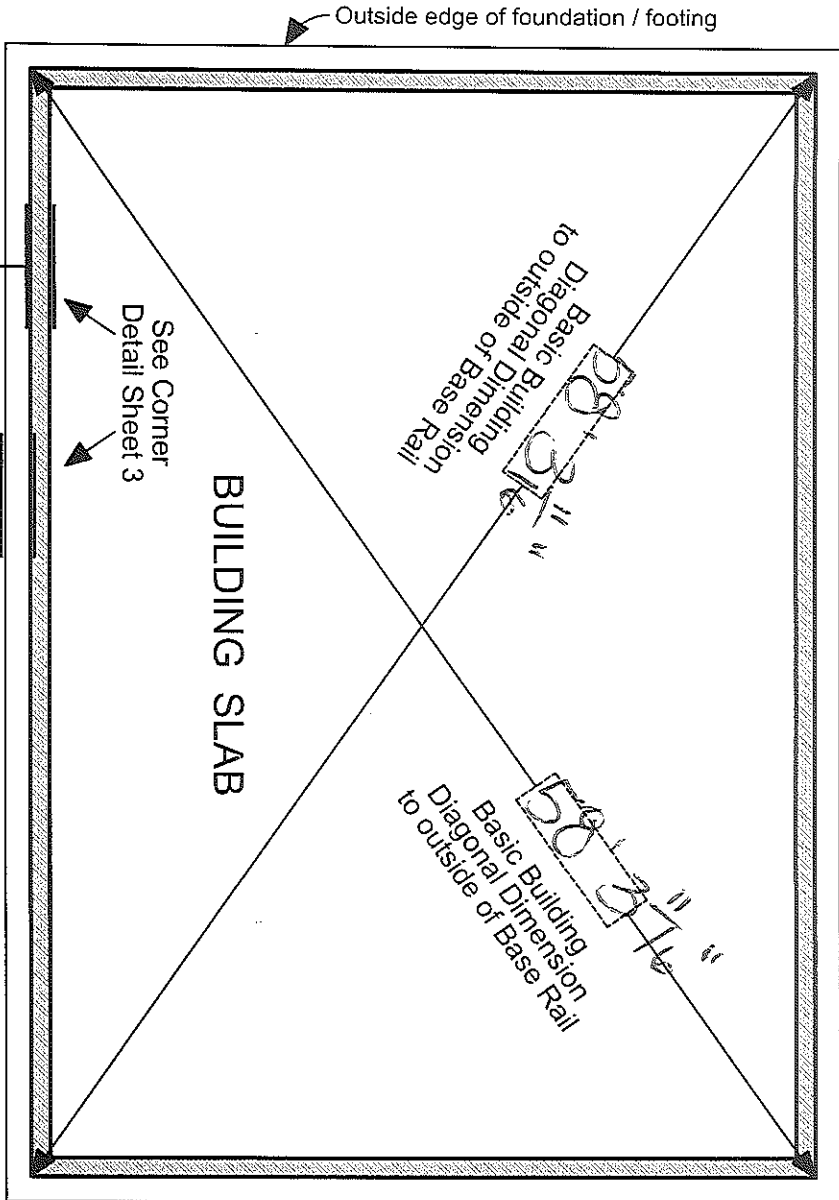 Outside edge of foundation / footing
Basic Building
Diagonal Dimension
to outside of Base Rail
Basic Building
Diagonal Dimension
to outside of Base Rail
See Corner
Detail Sheet 3
BUILDING SLAB